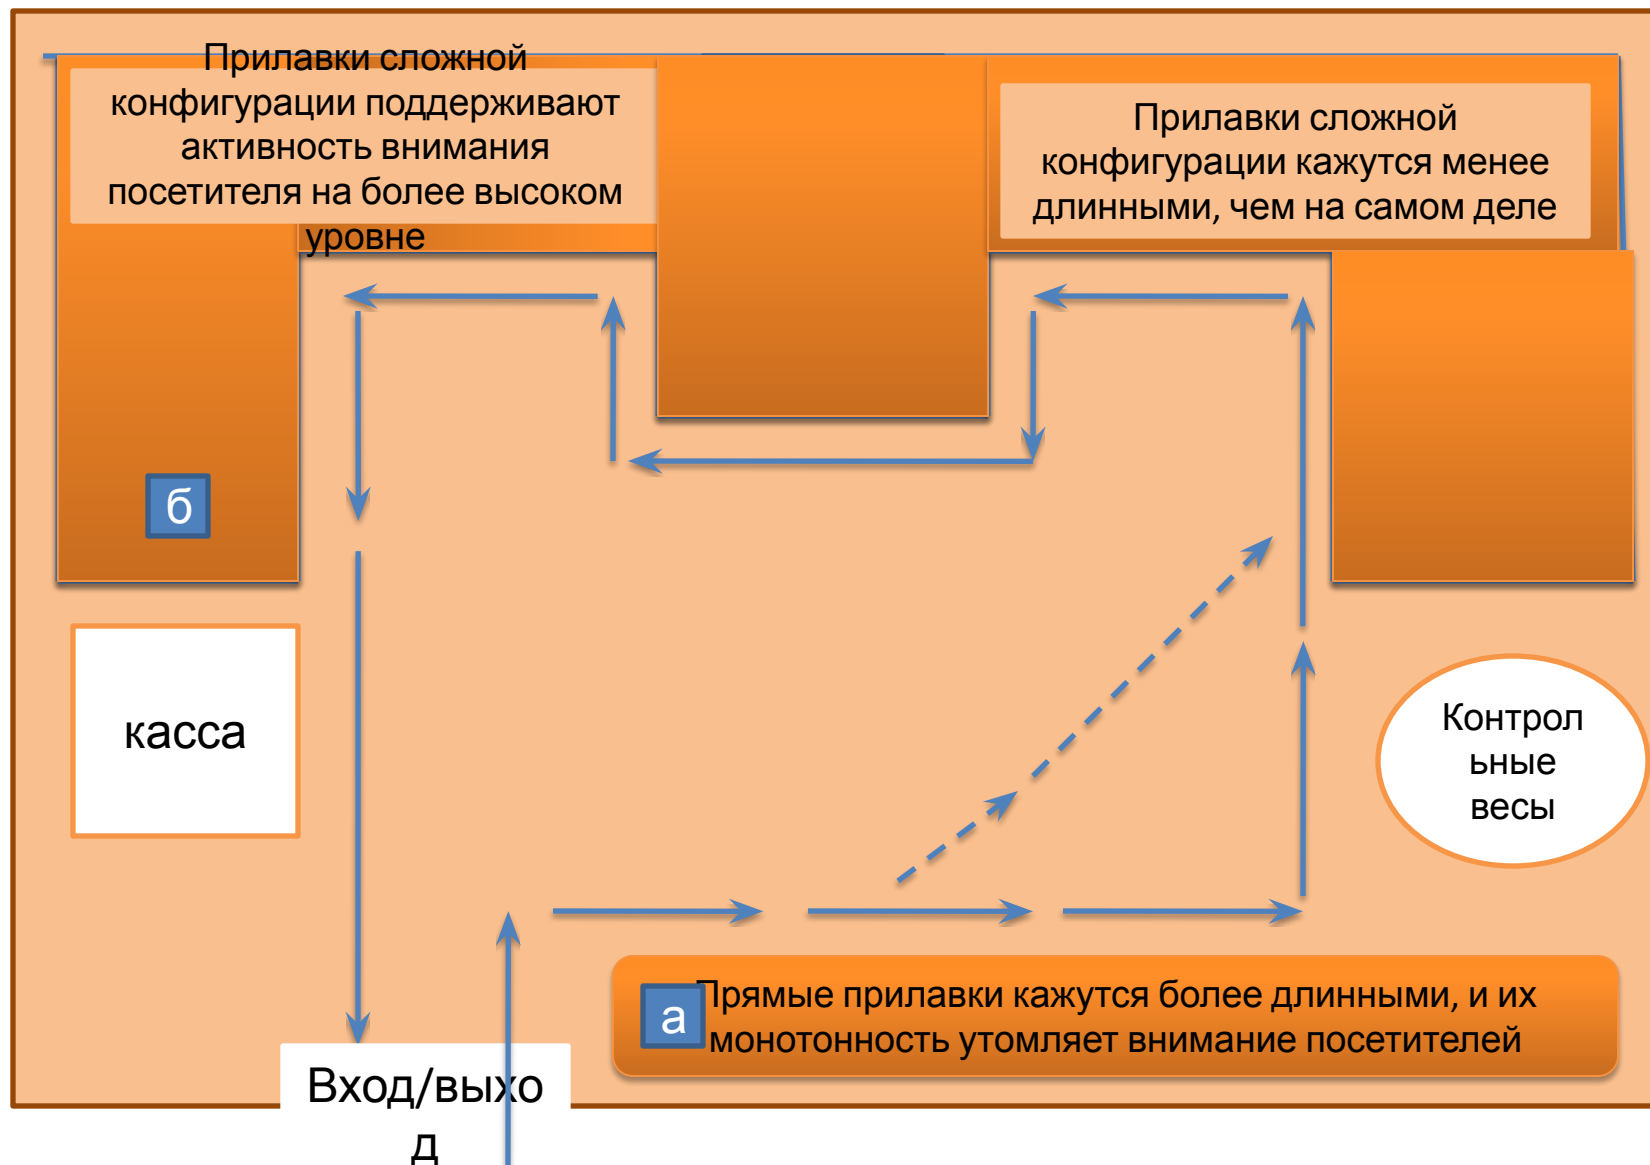 Прилавки сложной
конфигурации поддерживают
активность внимания
посетителя на более высоком
уровне
Прилавки сложной
конфигурации кажутся менее
длинными, чем на самом деле
б
касса
Контрол
ьные
весы
а
Прямые прилавки кажутся более длинными, и их
монотонность утомляет внимание посетителей
Вход/выхо
д